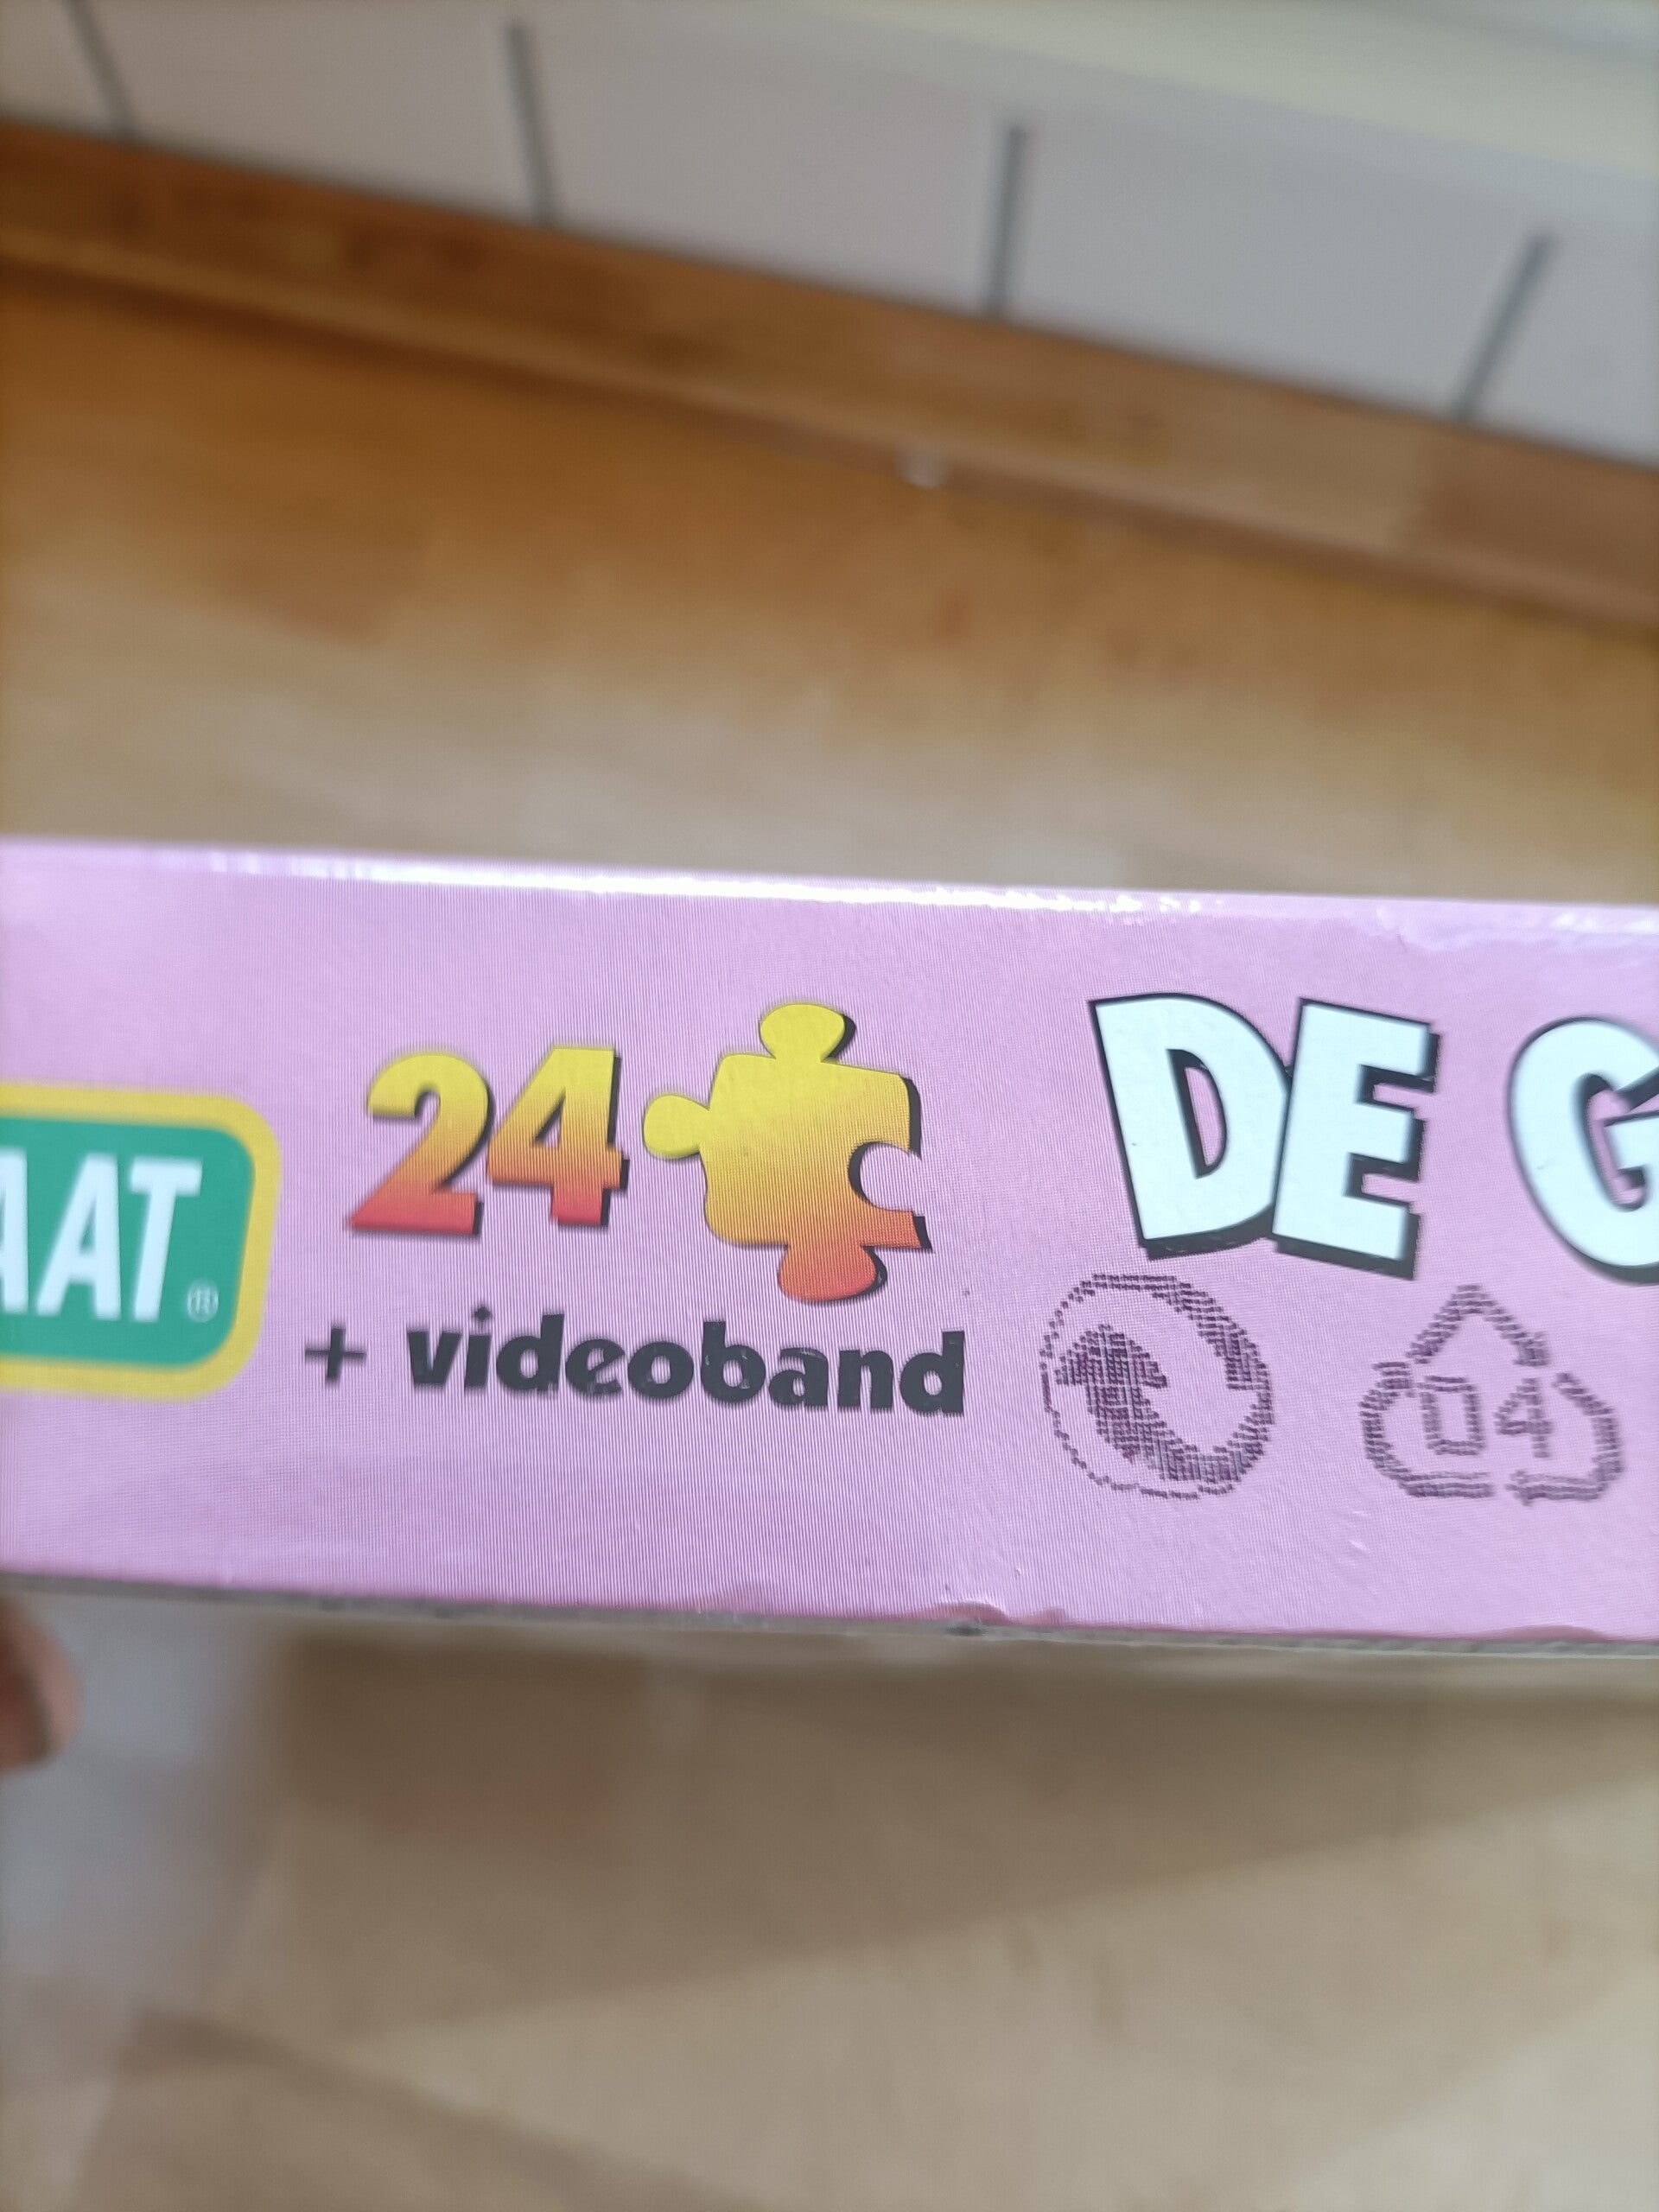 AAT®
24
+ videoband
DE G
04